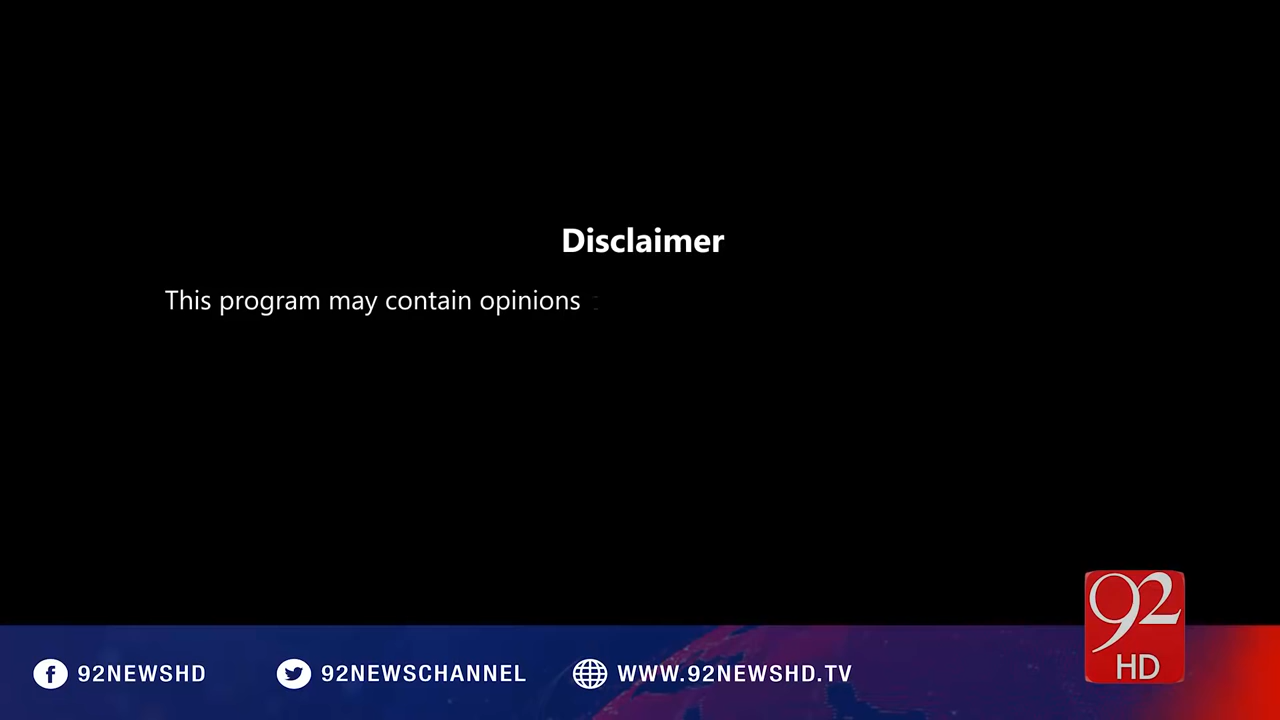 Disclaimer
This program may contain opinions
92
HD
92NEWSHD
92NEWSCHANNEL
WWW.92NEWSHD.TV